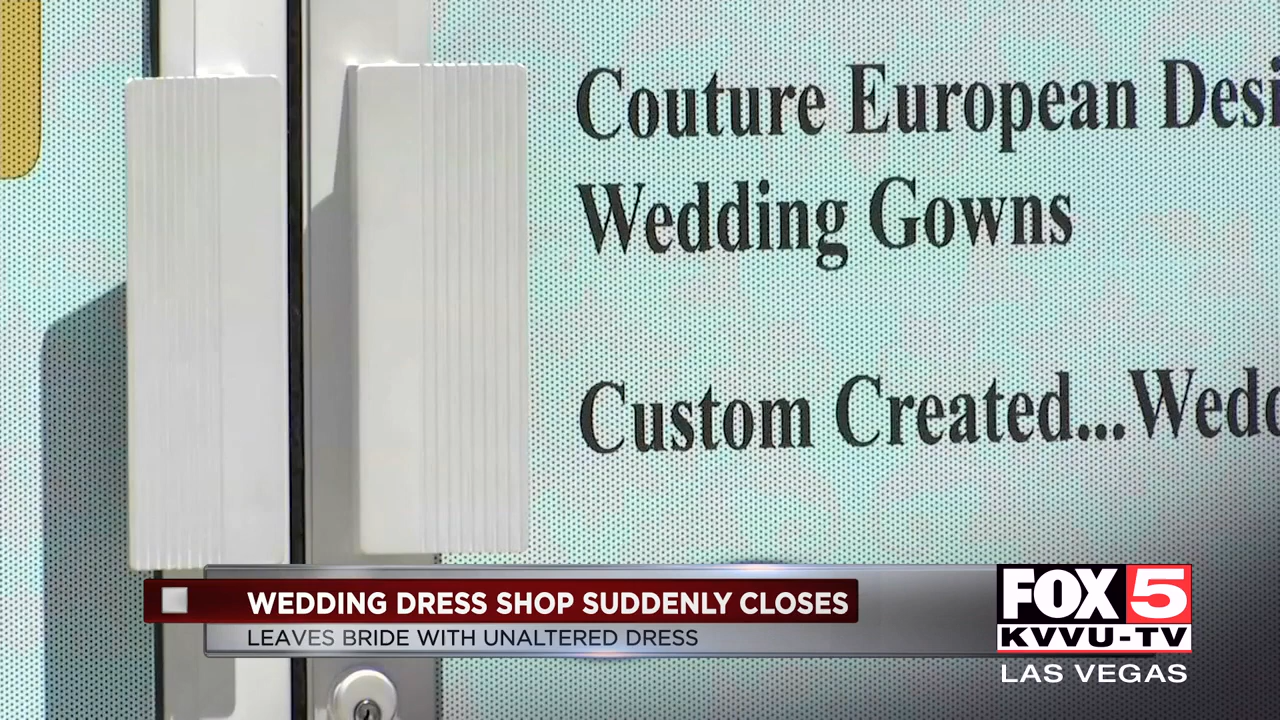 Couture European Desi
Wedding Gowns
Custom Created...Wedd
WEDDING DRESS SHOP SUDDENLY CLOSES
LEAVES BRIDE WITH UNALTERED DRESS
FOX 5
KVVU-TV
LAS VEGAS